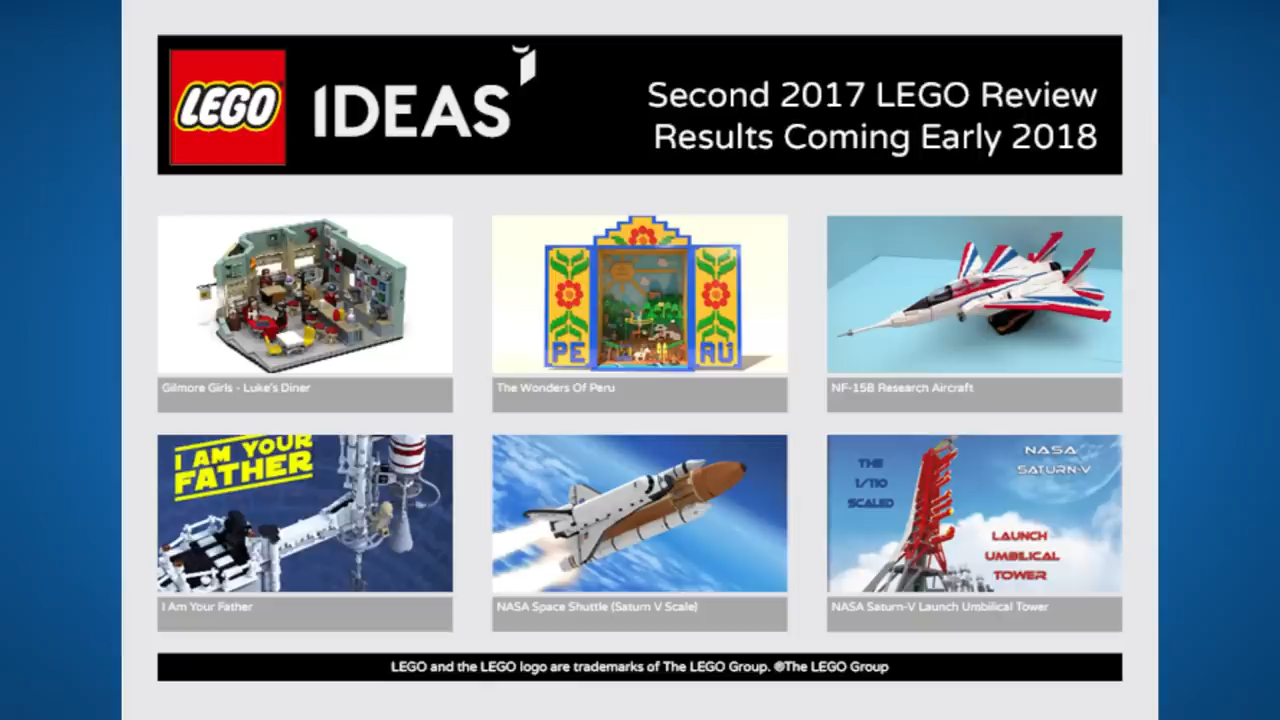 LEGO
IDEAS
Second 2017 LEGO Review
Results Coming Early 2018
PE RU
Gilmore Girls - Luke's Diner
The Wonders Of Peru
NF-15B Research Aircraft
I AM YOUR
FATHER
THE
1/110
SCALED
NASA
SATURN-V
LAUNCH
UMBILICAL
TOWER
I Am Your Father
NASA Space Shuttle (Saturn V Scale)
NASA Saturn-V Launch Umbilical Tower
LEGO and the LEGO logo are trademarks of The LEGO Group. ®The LEGO Group